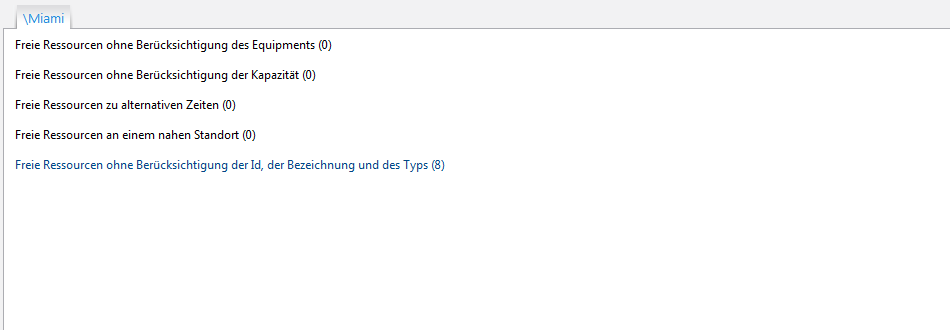 \Miami
Freie Ressourcen ohne Berücksichtigung des Equipments (0)
Freie Ressourcen ohne Berücksichtigung der Kapazität (0)
Freie Ressourcen zu alternativen Zeiten (0)
Freie Ressourcen an einem nahen Standort (0)
Freie Ressourcen ohne Berücksichtigung der Id, der Bezeichnung und des Typs (8)